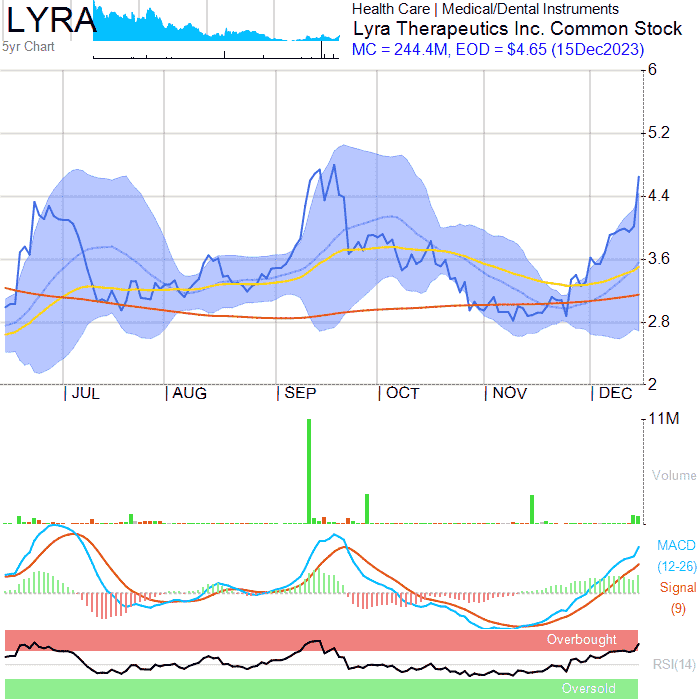 LYRA
5yr Chart
Health Care | Medical/Dental Instruments
Lyra Therapeutics Inc. Common Stock
MC = 244.4M, EOD = $4.65 (15Dec2023)
6
5.2
4.4
3.6
2.8
2
JUL AUG SEP OCT NOV DEC
11M
Volume
MACD
(12-26)
Signal
(9)
Overbought
RSI(14)
Oversold